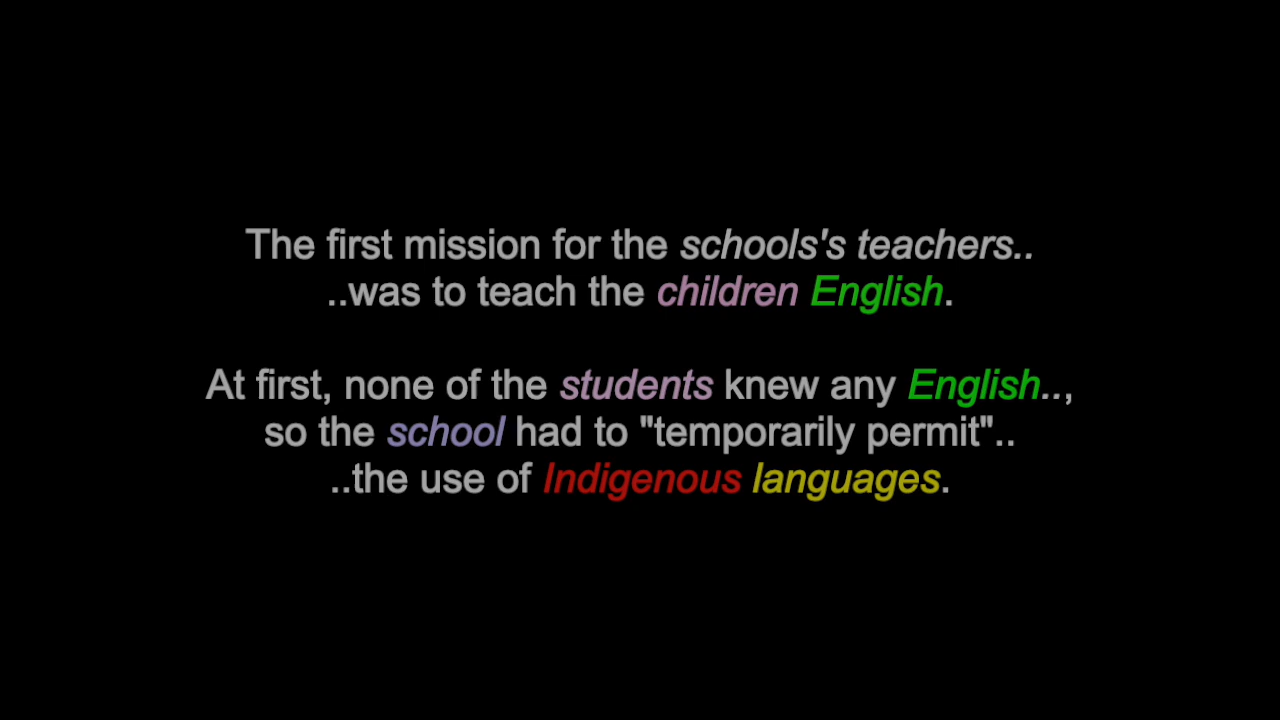 The first mission for the schools's teachers..
..was to teach the children English.
At first, none of the students knew any English..,
so the school had to "temporarily permit"..
..the use of Indigenous languages.